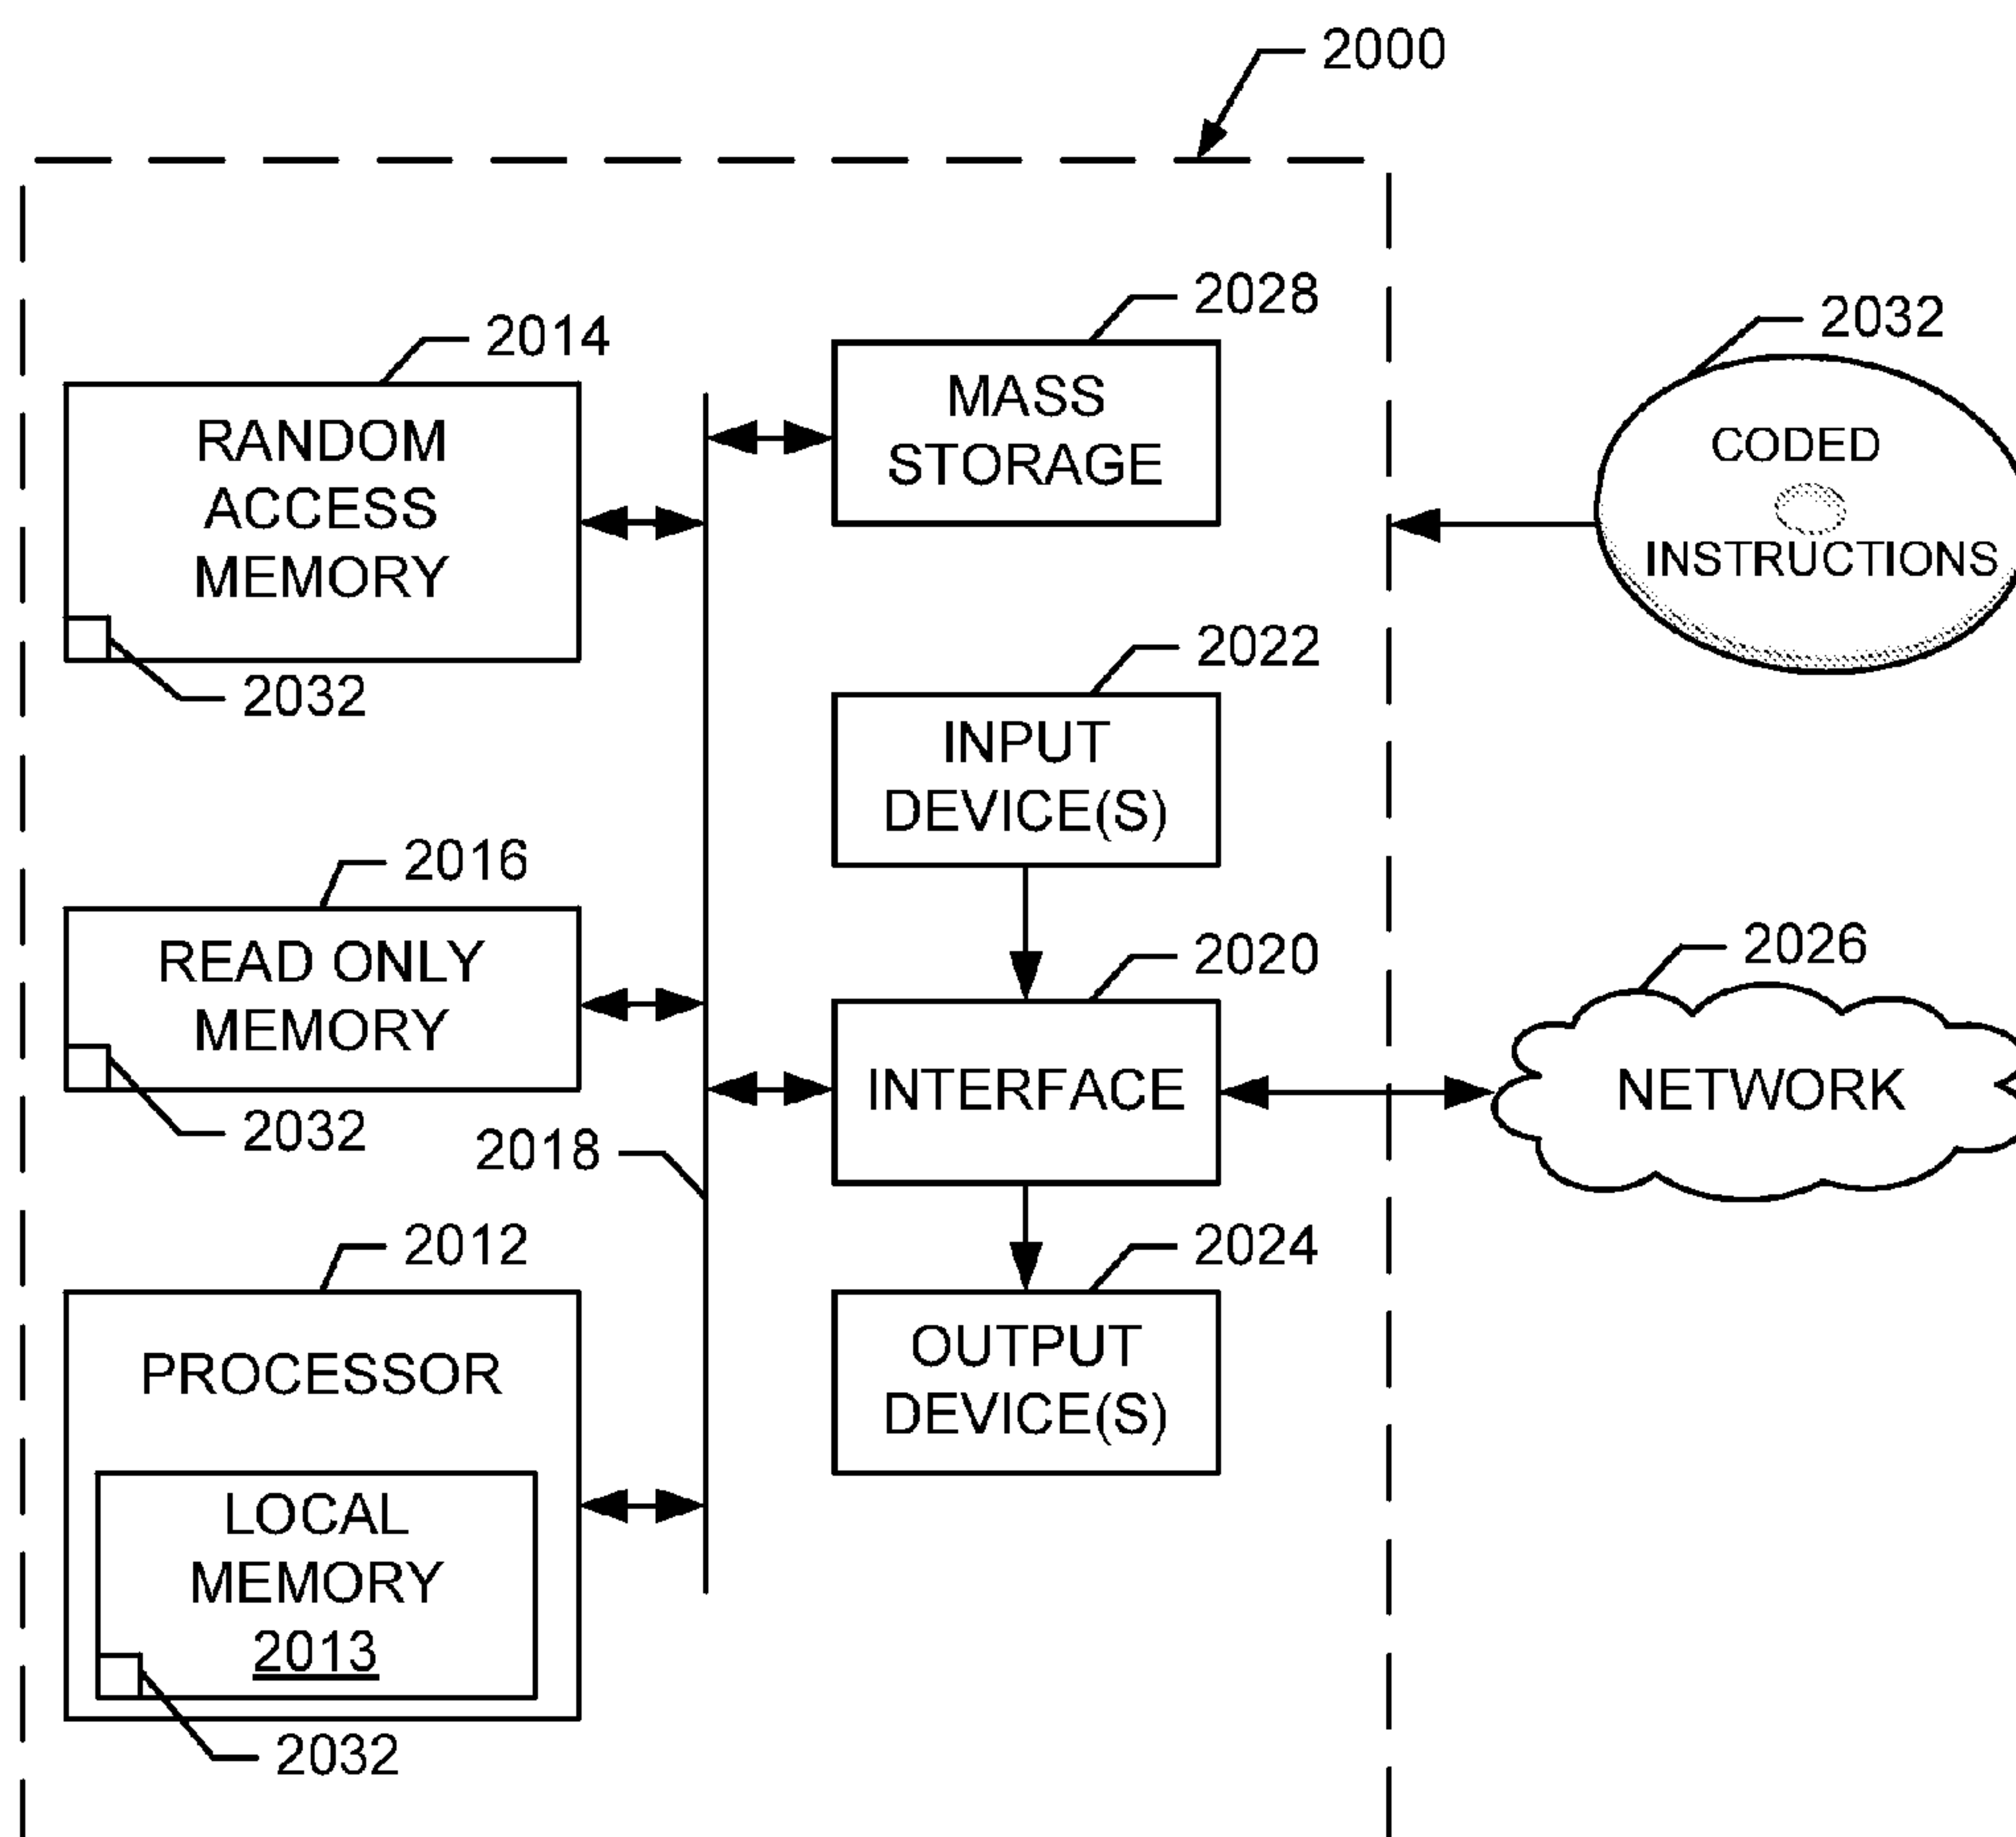 2000
2028
2014
MASS
STORAGE
RANDOM
ACCESS
MEMORY
2032
2032
CODED
INSTRUCTIONS
2022
INPUT
DEVICE(S)
2016
READ ONLY
MEMORY
2032
2018
2020
INTERFACE
2026
NETWORK
2012
PROCESSOR
LOCAL
MEMORY
2013
2032
2024
OUTPUT
DEVICE(S)